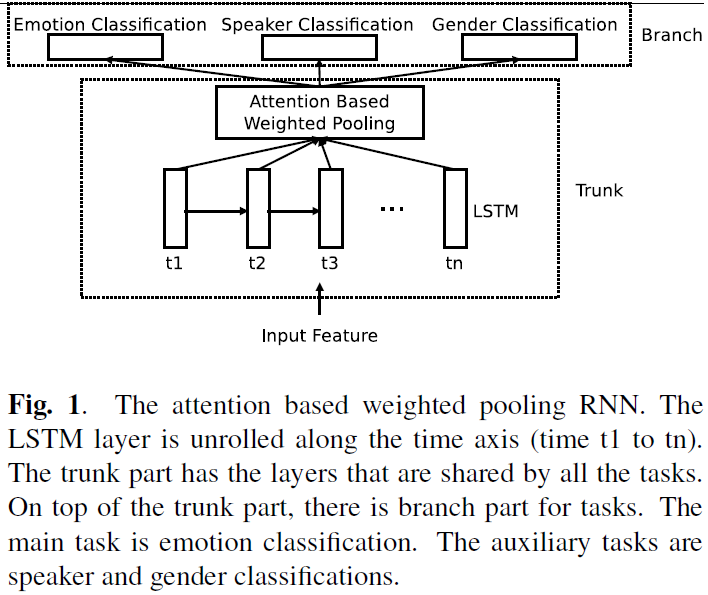 Emotion Classification Speaker Classification Gender Classification
Branch
Attention Based
Weighted Pooling
Trunk
... LSTM
t1 t2 t3 tn
Input Feature
Fig. 1. The attention based weighted pooling RNN. The
LSTM layer is unrolled along the time axis (time t1 to tn).
The trunk part has the layers that are shared by all the tasks.
On top of the trunk part, there is branch part for tasks. The
main task is emotion classification. The auxiliary tasks are
speaker and gender classifications.